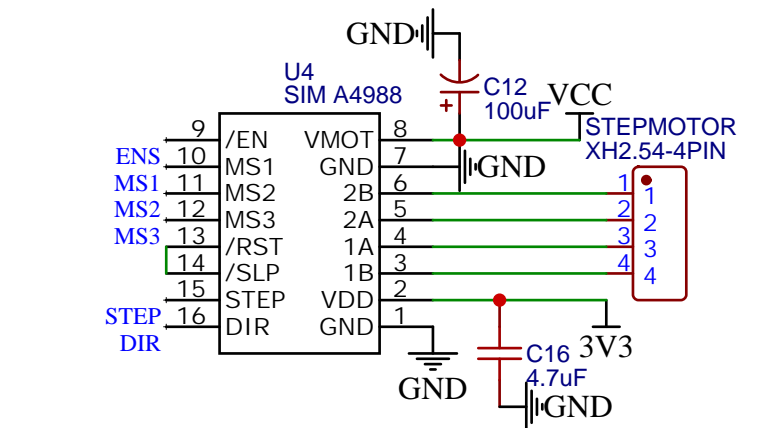 GND
U4
SIM A4988
C12
100uF
VCC
STEPMOTOR
XH2.54-4PIN
9 /EN VMOT 8
ENS 10 MS1 GND 7 GND
MS1 11 MS2 2B 6 1 1
MS2 12 MS3 2A 5 2 2
MS3 13 /RST 1A 4 3 3
14 /SLP 1B 3 4 4
15 STEP VDD 2
STEP 16 DIR GND 1
DIR
C16
4.7uF
3V3
GND
GND